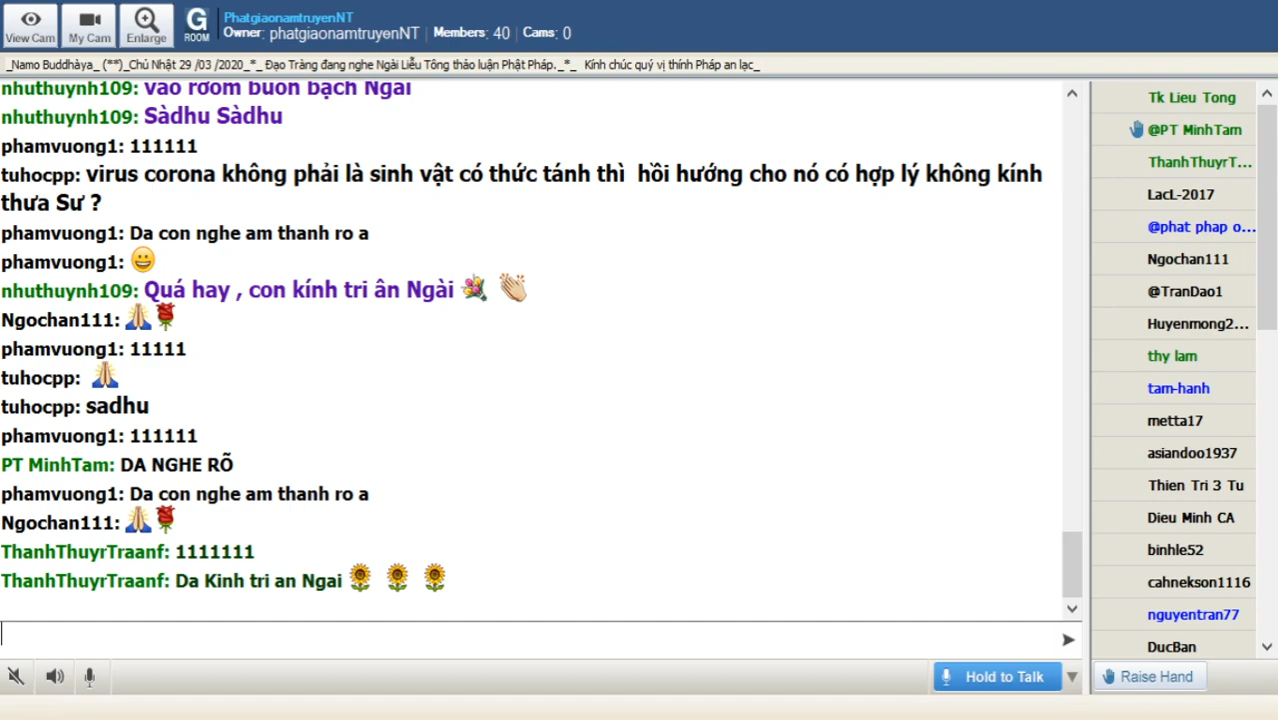 View Cam
My Cam
Enlarge
G
ROOM
PhatgiaonamtruyenNT
Owner: phatgiaonamtruyenNT | Members: 40 | Cams: 0
_Namo Buddhàya_ (**)_Chủ Nhật 29 /03 /2020_*_ Đạo Tràng đang nghe Ngài Liễu Tông thảo luận Phật Pháp._*_ Kính chúc quý vị thính Pháp an lạc_
nhuthuynh109: vào rơom buôn bạch Ngài
nhuthuynh109: Sàdhu Sàdhu
phamvuong1: 111111
tuhocpp: virus corona không phải là sinh vật có thức tánh thì hồi hướng cho nó có hợp lý không kính
thưa Sư ?
phamvuong1: Da con nghe am thanh ro a
phamvuong1:
nhuthuynh109: Quá hay , con kính tri ân Ngài
Ngochan111:
phamvuong1: 11111
tuhocpp:
tuhocpp: sadhu
phamvuong1: 111111
PT MinhTam: DA NGHE RÕ
phamvuong1: Da con nghe am thanh ro a
Ngochan111:
ThanhThuyrTraanf: 1111111
ThanhThuyrTraanf: Da Kinh tri an Ngai
Tk Lieu Tong
@PT MinhTam
ThanhThuyrT...
LacL-2017
@phat phap o...
Ngochan111
@TranDao1
Huyenmong2...
thy lam
tam-hanh
metta17
asiandoo1937
Thien Tri 3 Tu
Dieu Minh CA
binhle52
cahnekson1116
nguyentran77
DucBan
Hold to Talk
Raise Hand